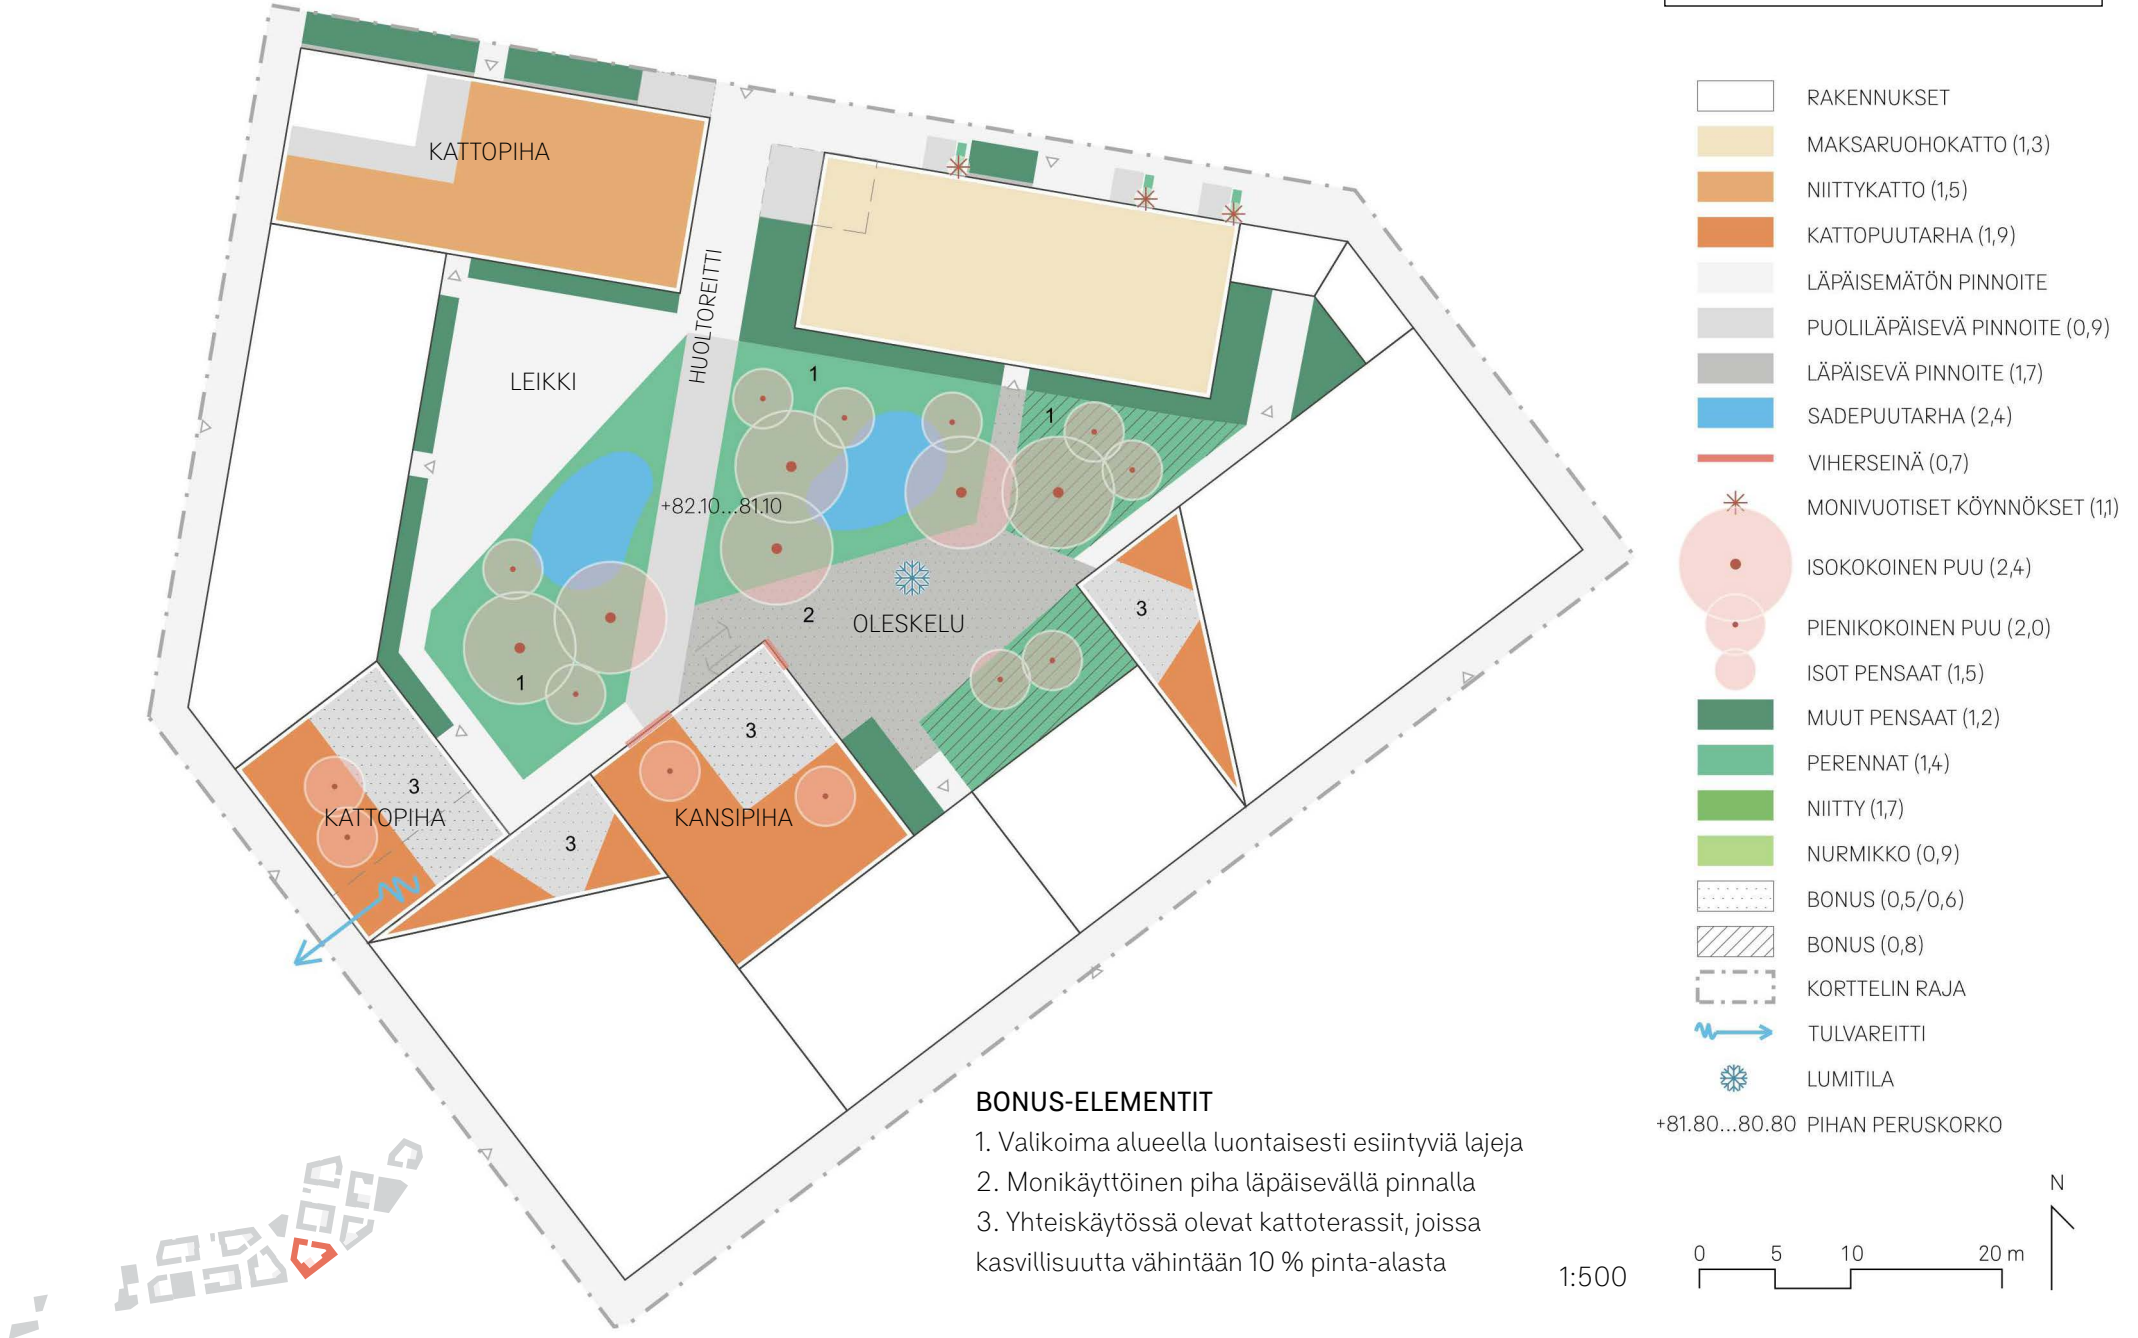 KATTOPIHA
HUOLTOREITTI
LEIKKI
1
1
+82.10...81.10
2
OLESKELU
3
1
3
3
KATTOPIHA
KANSIPIHA
3
RAKENNUKSET
MAKSARUOHOKATTO (1,3)
NIITTYKATTO (1,5)
KATTOPUUTARHA (1,9)
LÄPÄISEMÄTÖN PINNOITE
PUOLILÄPÄISEVÄ PINNOITE (0,9)
LÄPÄISEVÄ PINNOITE (1,7)
SADEPUUTARHA (2,4)
VIHERSEINÄ (0,7)
MONIVUOTISET KÖYNNÖKSET (1,1)
ISOKOKOINEN PUU (2,4)
PIENIKOKOINEN PUU (2,0)
ISOT PENSAAT (1,5)
MUUT PENSAAT (1,2)
PERENNAT (1,4)
NIITTY (1,7)
NURMIKKO (0,9)
BONUS (0,5/0,6)
BONUS (0,8)
KORTTELIN RAJA
TULVAREITTI
LUMITILA
+81.80...80.80 PIHAN PERUSKORKO
BONUS-ELEMENTIT
1. Valikoima alueella luontaisesti esiintyviä lajeja
2. Monikäyttöinen piha läpäisevällä pinnalla
3. Yhteiskäytössä olevat kattoterassit, joissa
kasvillisuutta vähintään 10 % pinta-alasta
1:500
0 5 10 20 m
N